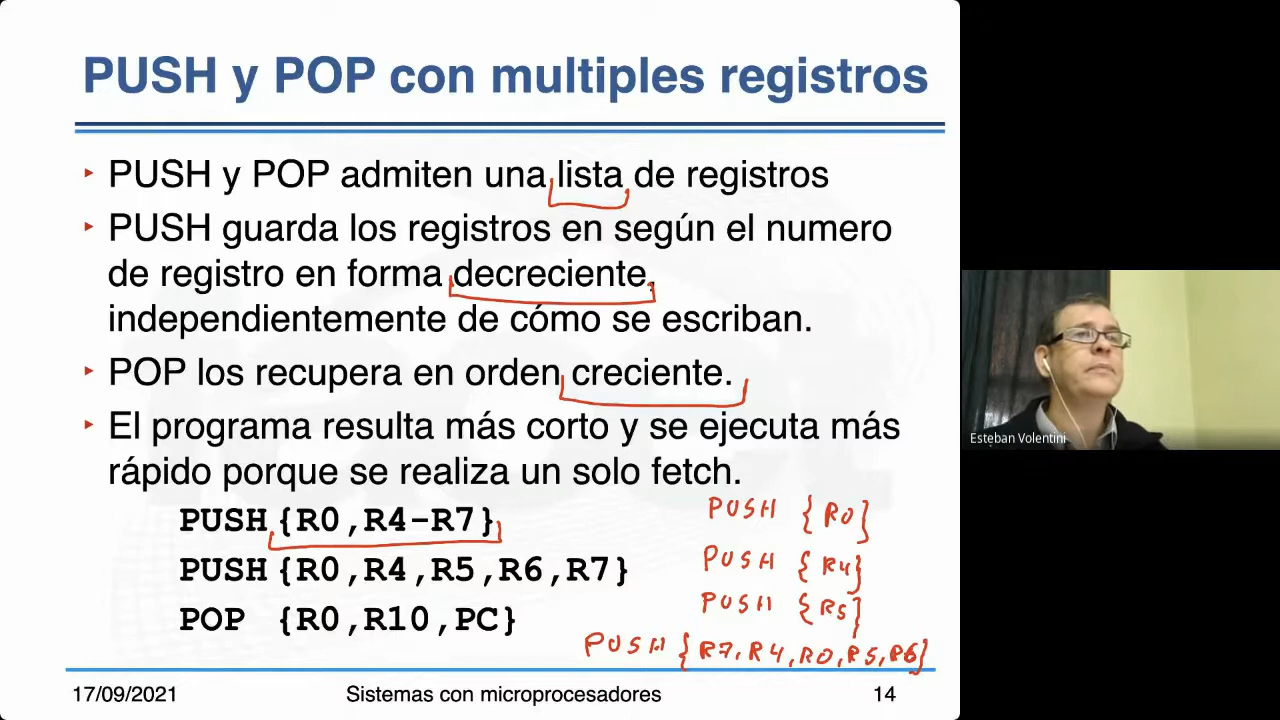 PUSH y POP con multiples registros
PUSH y POP admiten una lista de registros
PUSH guarda los registros en según el numero
de registro en forma decreciente,
independientemente de cómo se escriban.
POP los recupera en orden creciente.
El programa resulta más corto y se ejecuta más
rápido porque se realiza un solo fetch.
PUSH {R0,R4-R7}
PUSH {R0,R4,R5,R6,R7}
POP {R0,R10,PC}
PUSH {R0}
PUSH {R4}
PUSH {R5}
PUSH {R7,R4,R0,R5,R6}
17/09/2021 Sistemas con microprocesadores 14
Esteban Volentini